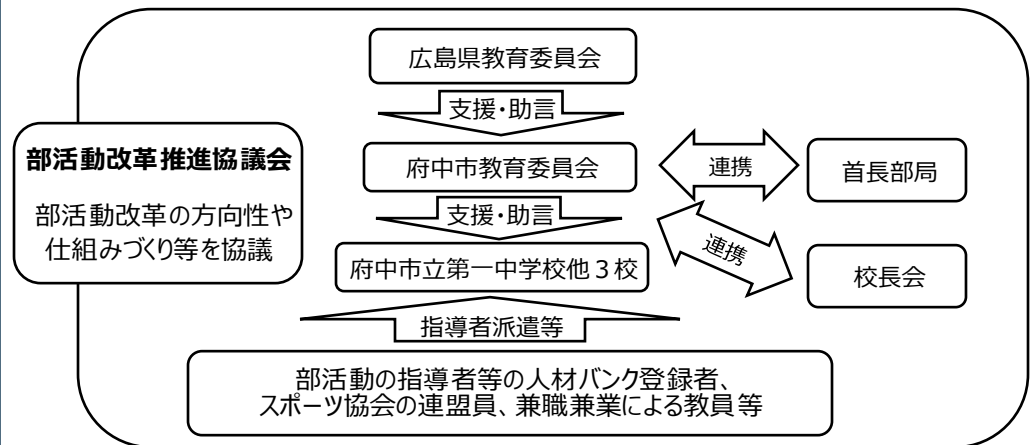 広島県教育委員会
支援・助言
部活動改革推進協議会
部活動改革の方向性や
仕組みづくり等を協議
府中市教育委員会
連携
首長部局
支援・助言
連携
府中市立第一中学校他３校
校長会
指導者派遣等
部活動の指導者等の人材バンク登録者、
スポーツ協会の連盟員、兼職兼業による教員等